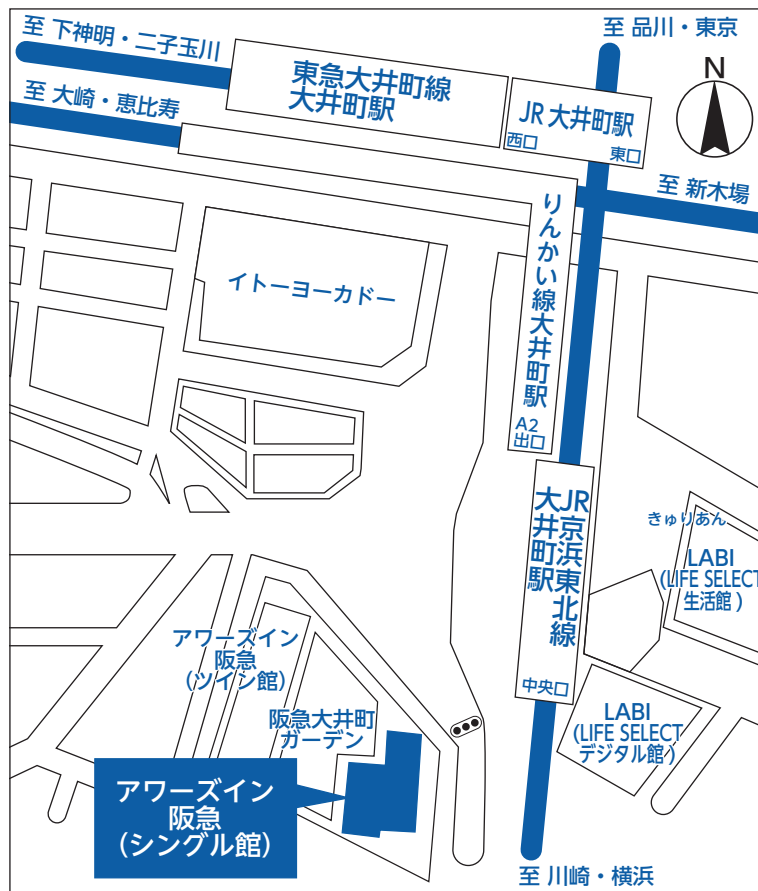 至 下神明・二子玉川
至 品川・東京
東急大井町線
大井町駅
N
至 大崎・恵比寿
JR 大井町駅
西口
東口
至 新木場
りんかい線大井町駅
イトーヨーカドー
A2
出口
JR京浜東北線
大井町駅
きゅりあん
LABI
(LIFE SELECT
生活館 )
アワーズイン
阪急
(ツイン館)
中央口
阪急大井町
ガーデン
LABI
(LIFE SELECT
デジタル館 )
アワーズイン
阪急
(シングル館)
至 川崎・横浜